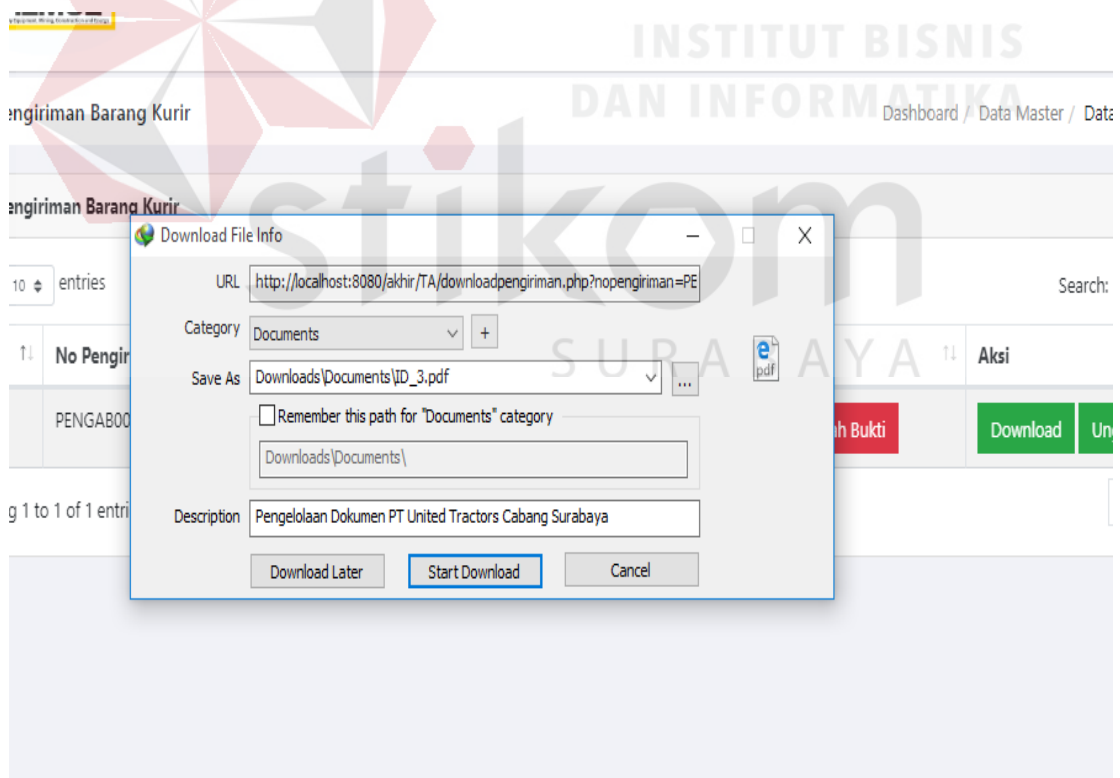 INSTITUT BISNIS
DAN INFORMATIKA
engiriman Barang Kurir
Dashboard / Data Master / Data
engiriman Barang Kurir
stikom
SURABAYA
10 entries
Search:
No Pengir
Aksi
PENGAB00
ah Bukti
Download
Ung
g 1 to 1 of 1 entri
Download File Info
URL http://localhost:8080/akhir/TA/downloadpengiriman.php?nopengiriman=PE
Category Documents +
Save As Downloads\Documents\ID_3.pdf ...
pdf
Remember this path for "Documents" category
Downloads\Documents\
Description Pengelolaan Dokumen PT United Tractors Cabang Surabaya
Download Later Start Download Cancel